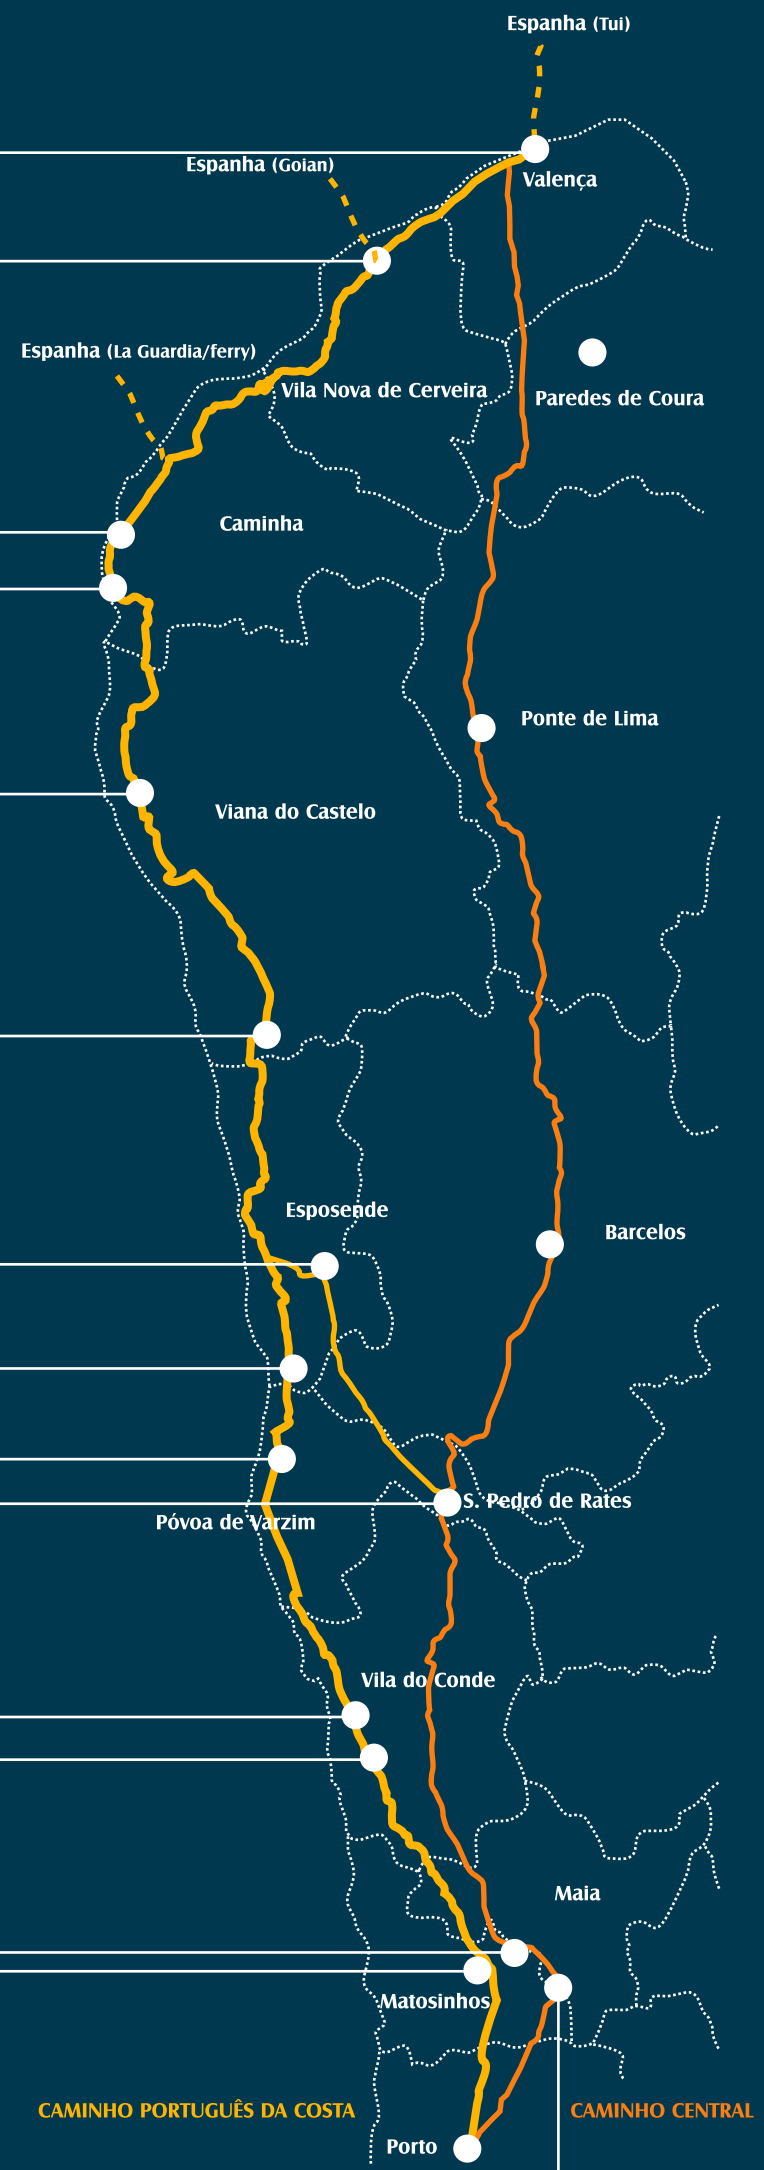 Espanha (Tui)
Espanha (Goian)
Valença
Espanha (La Guardia/ferry)
Vila Nova de Cerveira
Paredes de Coura
Caminha
Ponte de Lima
Viana do Castelo
Esposende
Barcelos
S. Pedro de Rates
Póvoa de Varzim
Vila do Conde
Maia
Matosinhos
CAMINHO PORTUGUÊS DA COSTA
CAMINHO CENTRAL
Porto